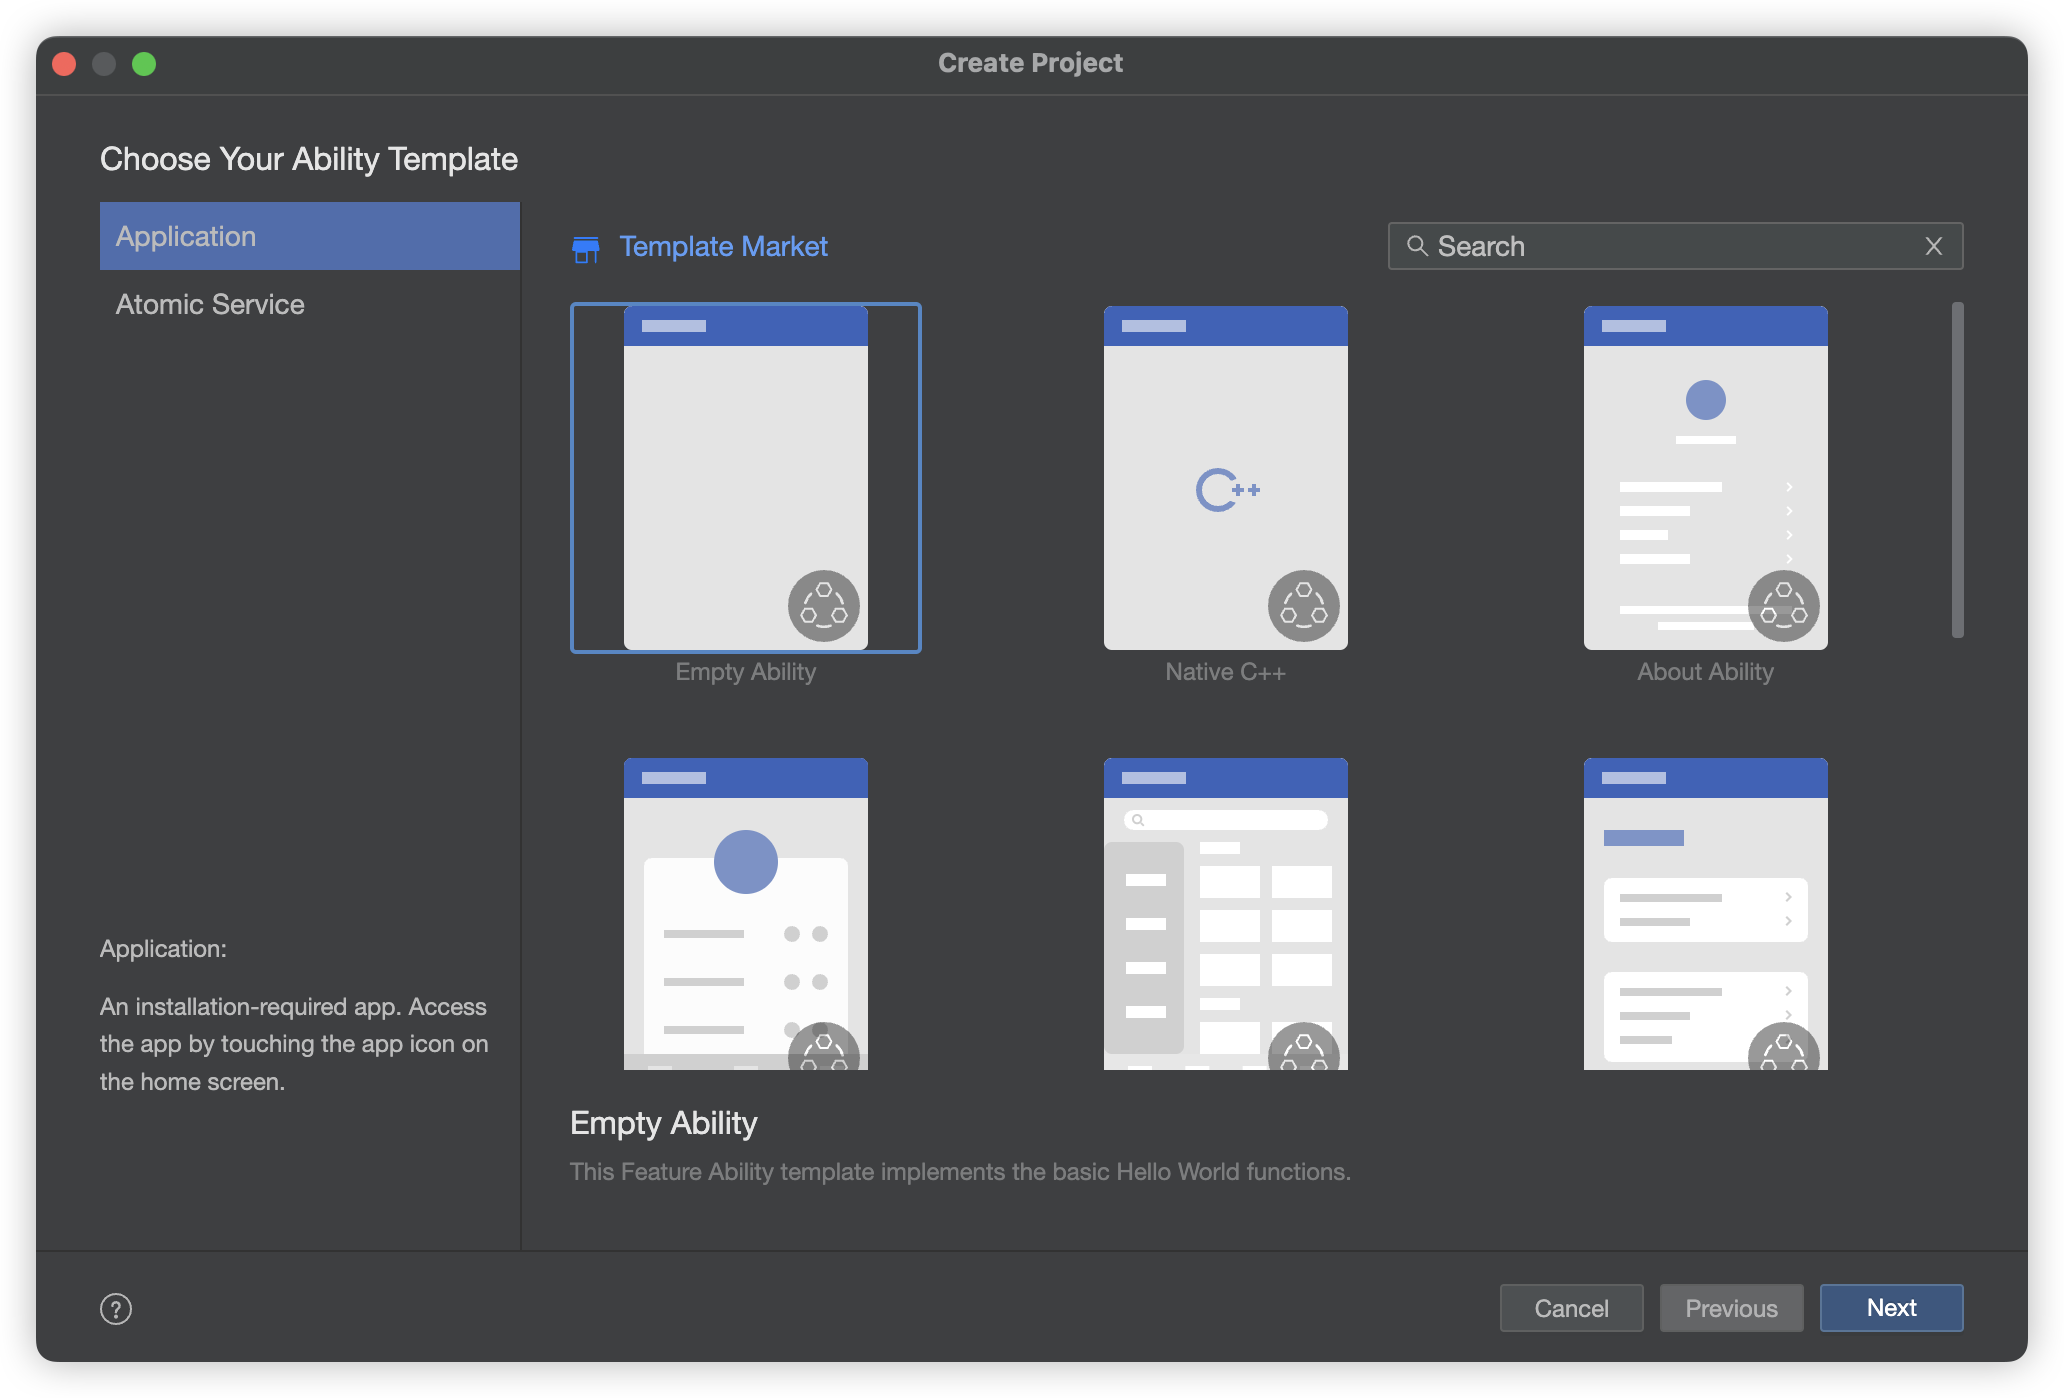 Create Project
Choose Your Ability Template
Application
Atomic Service
Template Market
Search
X
C++
Empty Ability
Native C++
About Ability
Application:
An installation-required app. Access
the app by touching the app icon on
the home screen.
Empty Ability
This Feature Ability template implements the basic Hello World functions.
?
Cancel
Previous
Next